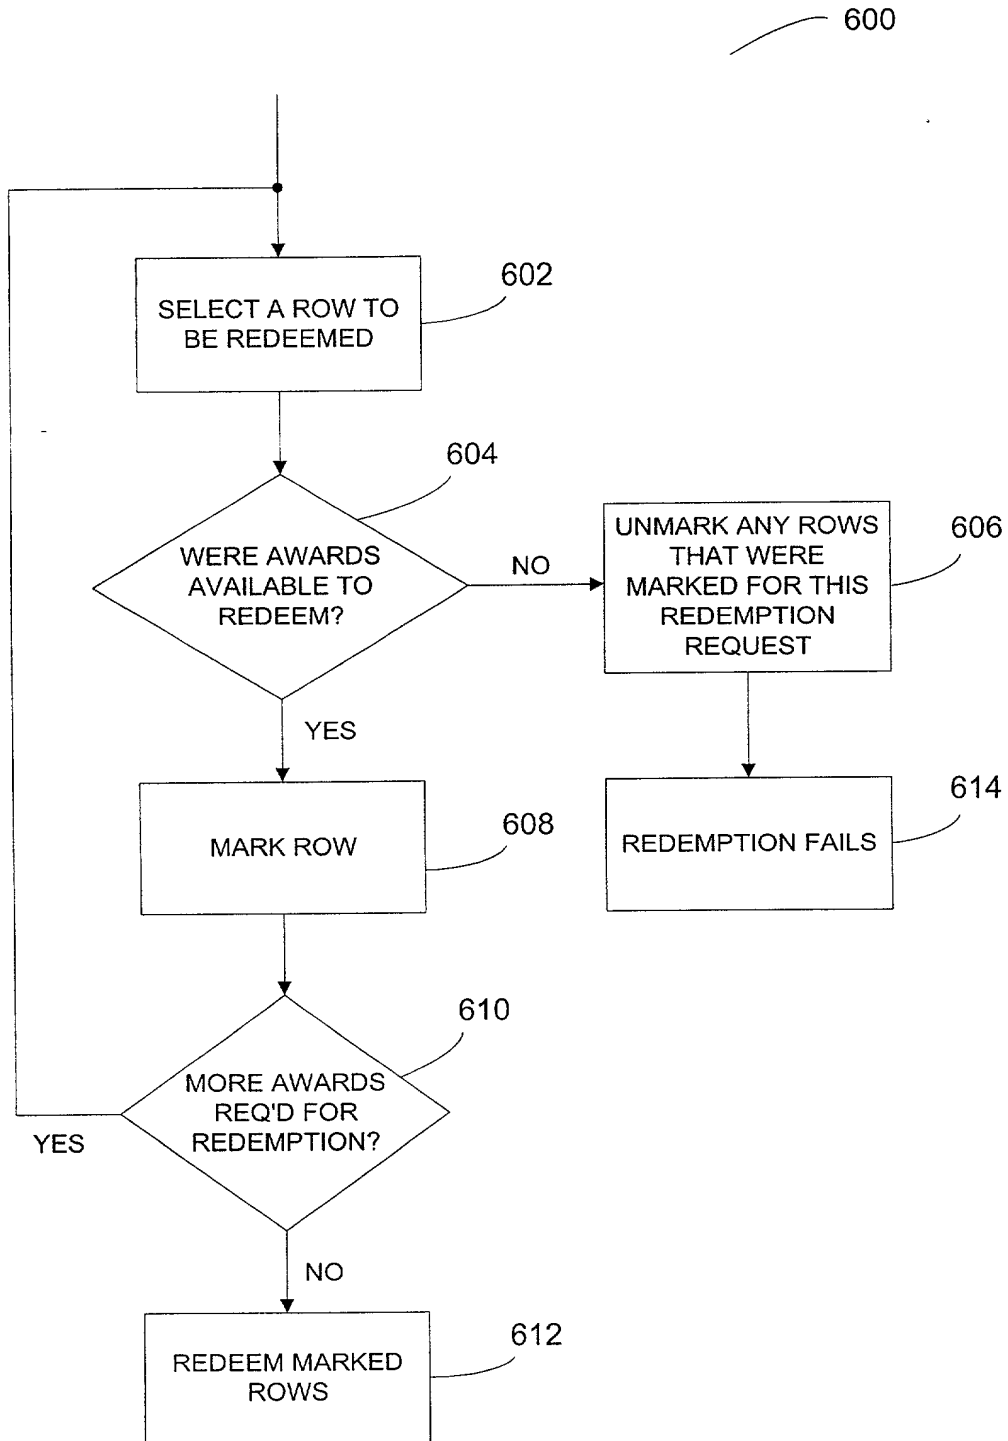 600
SELECT A ROW TO
BE REDEEMED
602
604
WERE AWARDS
AVAILABLE TO
REDEEM?
NO
UNMARK ANY ROWS
THAT WERE
MARKED FOR THIS
REDEMPTION
REQUEST
606
YES
MARK ROW
608
REDEMPTION FAILS
614
610
MORE AWARDS
REQ'D FOR
REDEMPTION?
YES
NO
REDEEM MARKED
ROWS
612